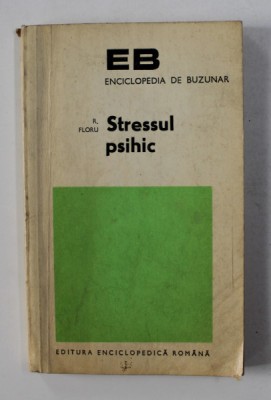 EB
ENCICLOPEDIA DE BUZUNAR
R.
FLORU
Stressul
psihic
EDITURA ENCICLOPEDICĂ ROMÂNĂ